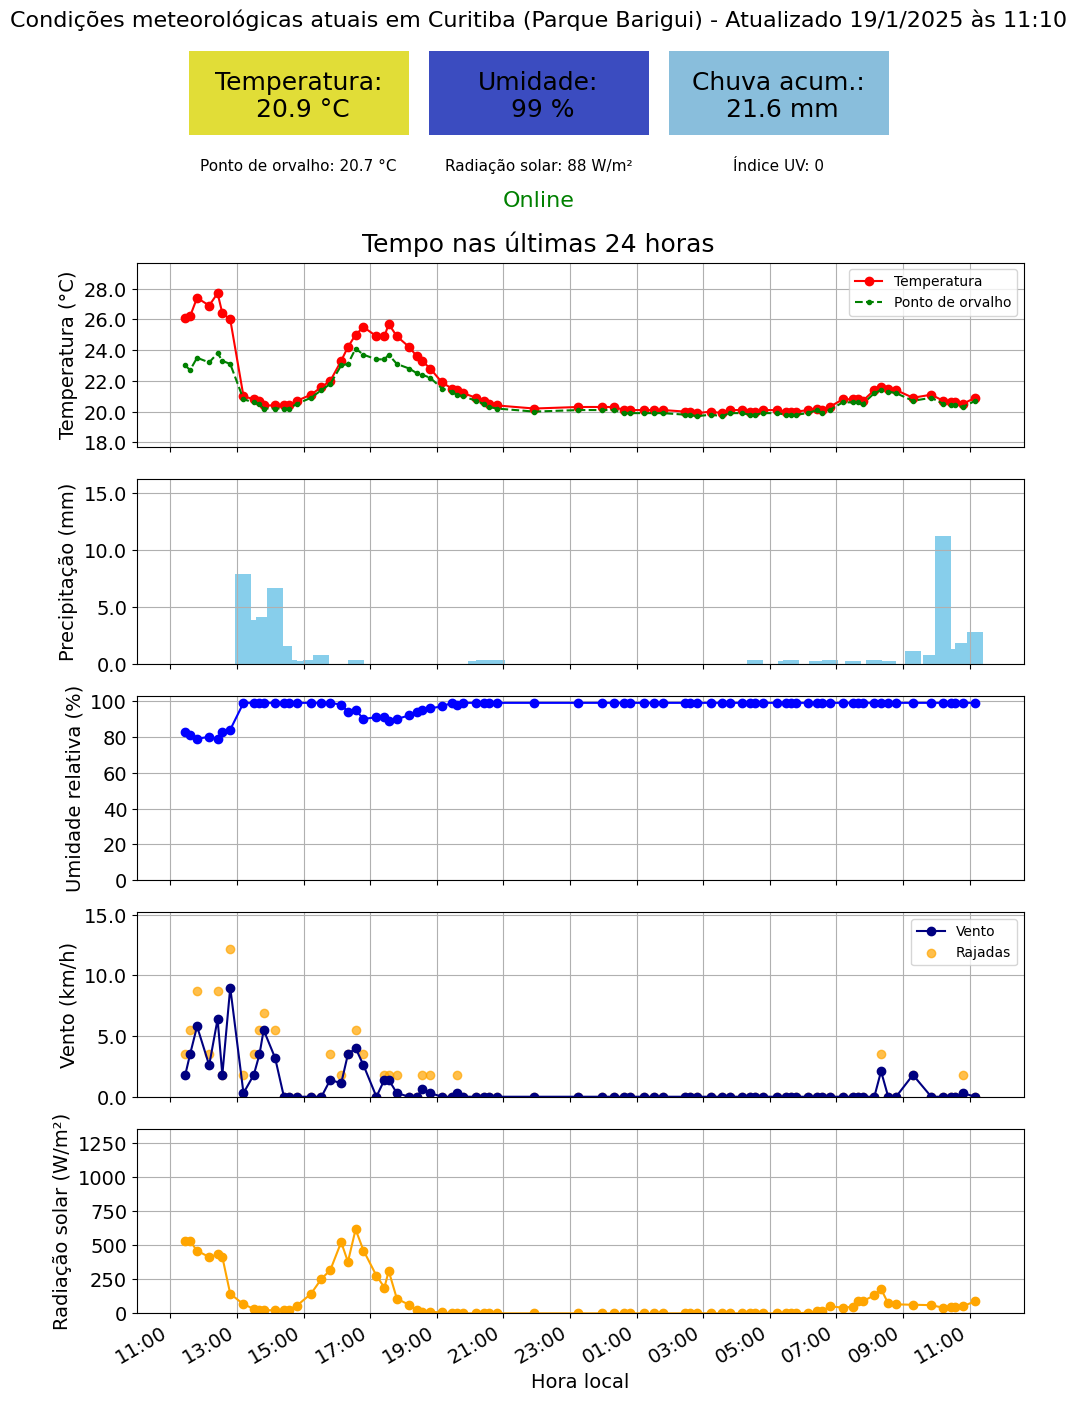 Condições meteorológicas atuais em Curitiba (Parque Barigui) - Atualizado 19/1/2025 às 11:10
Temperatura:
20.9 °C
Umidade:
99 %
Chuva acum.:
21.6 mm
Ponto de orvalho: 20.7 °C
Radiação solar: 88 W/m²
Índice UV: 0
Online
Tempo nas últimas 24 horas
Temperatura (°C)
28.0
26.0
24.0
22.0
20.0
18.0
Temperatura
Ponto de orvalho
Precipitação (mm)
15.0
10.0
5.0
0.0
Umidade relativa (%)
100
80
60
40
20
0
Vento (km/h)
15.0
10.0
5.0
0.0
Vento
Rajadas
Radiação solar (W/m²)
1250
1000
750
500
250
0
11:00 13:00 15:00 17:00 19:00 21:00 23:00 01:00 03:00 05:00 07:00 09:00 11:00
Hora local